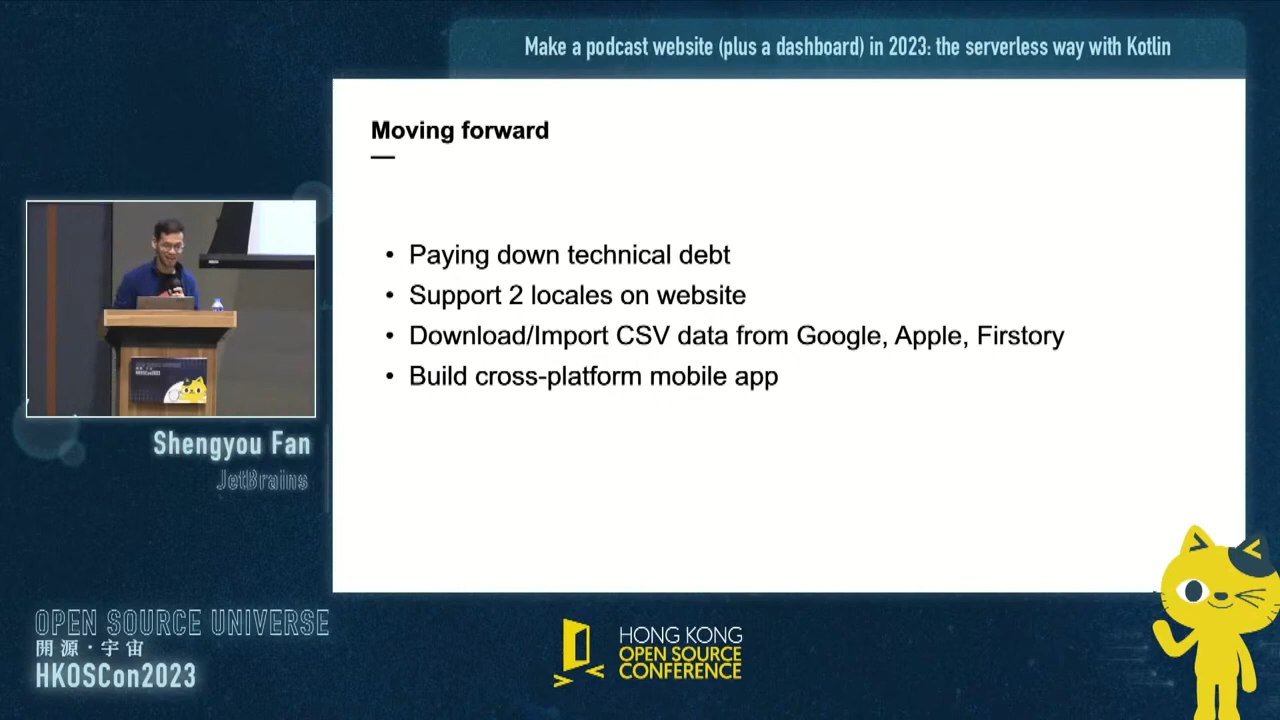 Make a podcast website (plus a dashboard) in 2023: the serverless way with Kotlin
Moving forward
• Paying down technical debt
• Support 2 locales on website
• Download/Import CSV data from Google, Apple, Firstory
• Build cross-platform mobile app
Shengyou Fan
JetBrains
OPEN SOURCE UNIVERSE
開源·宇宙
HKOSCon2023
HONG KONG
OPEN SOURCE
CONFERENCE